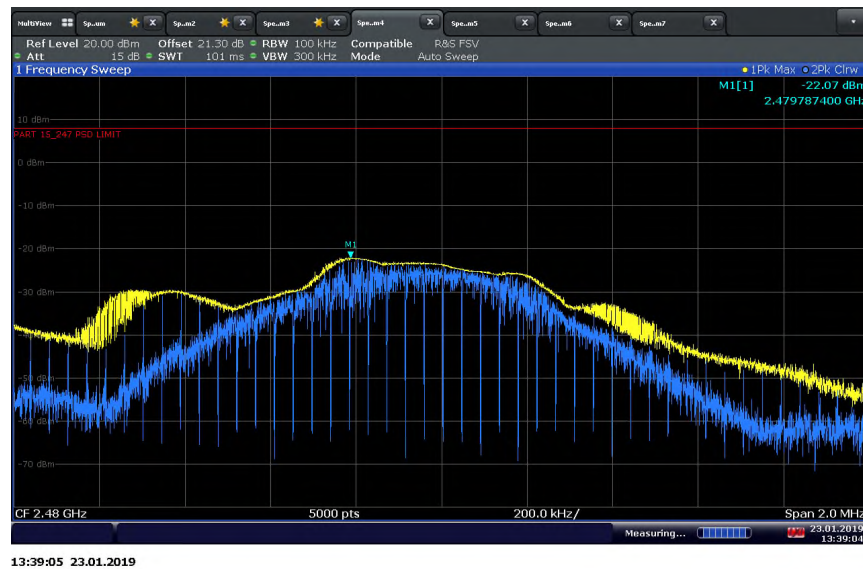 MultiView Sp..um X Sp..m2 X Spe..m3 X Spe..m4 X Spe..m5 X Spe..m6 X Spe..m7 X
Ref Level 20.00 dBm Offset 21.30 dB RBW 100 kHz Compatible R&S FSV
Att 15 dB SWT 101 ms VBW 300 kHz Mode Auto Sweep
1 Frequency Sweep 1Pk Max 2Pk Clrw
M1[1] -22.07 dBm
2.479787400 GHz
10 dBm
PART 15_247 PSD LIMIT
0 dBm
-10 dBm
-20 dBm
M1
-30 dBm
-50 dBm
-60 dBm
-70 dBm
CF 2.48 GHz 5000 pts 200.0 kHz/ Span 2.0 MHz
Measuring... 23.01.2019
13:39:04
13:39:05 23.01.2019